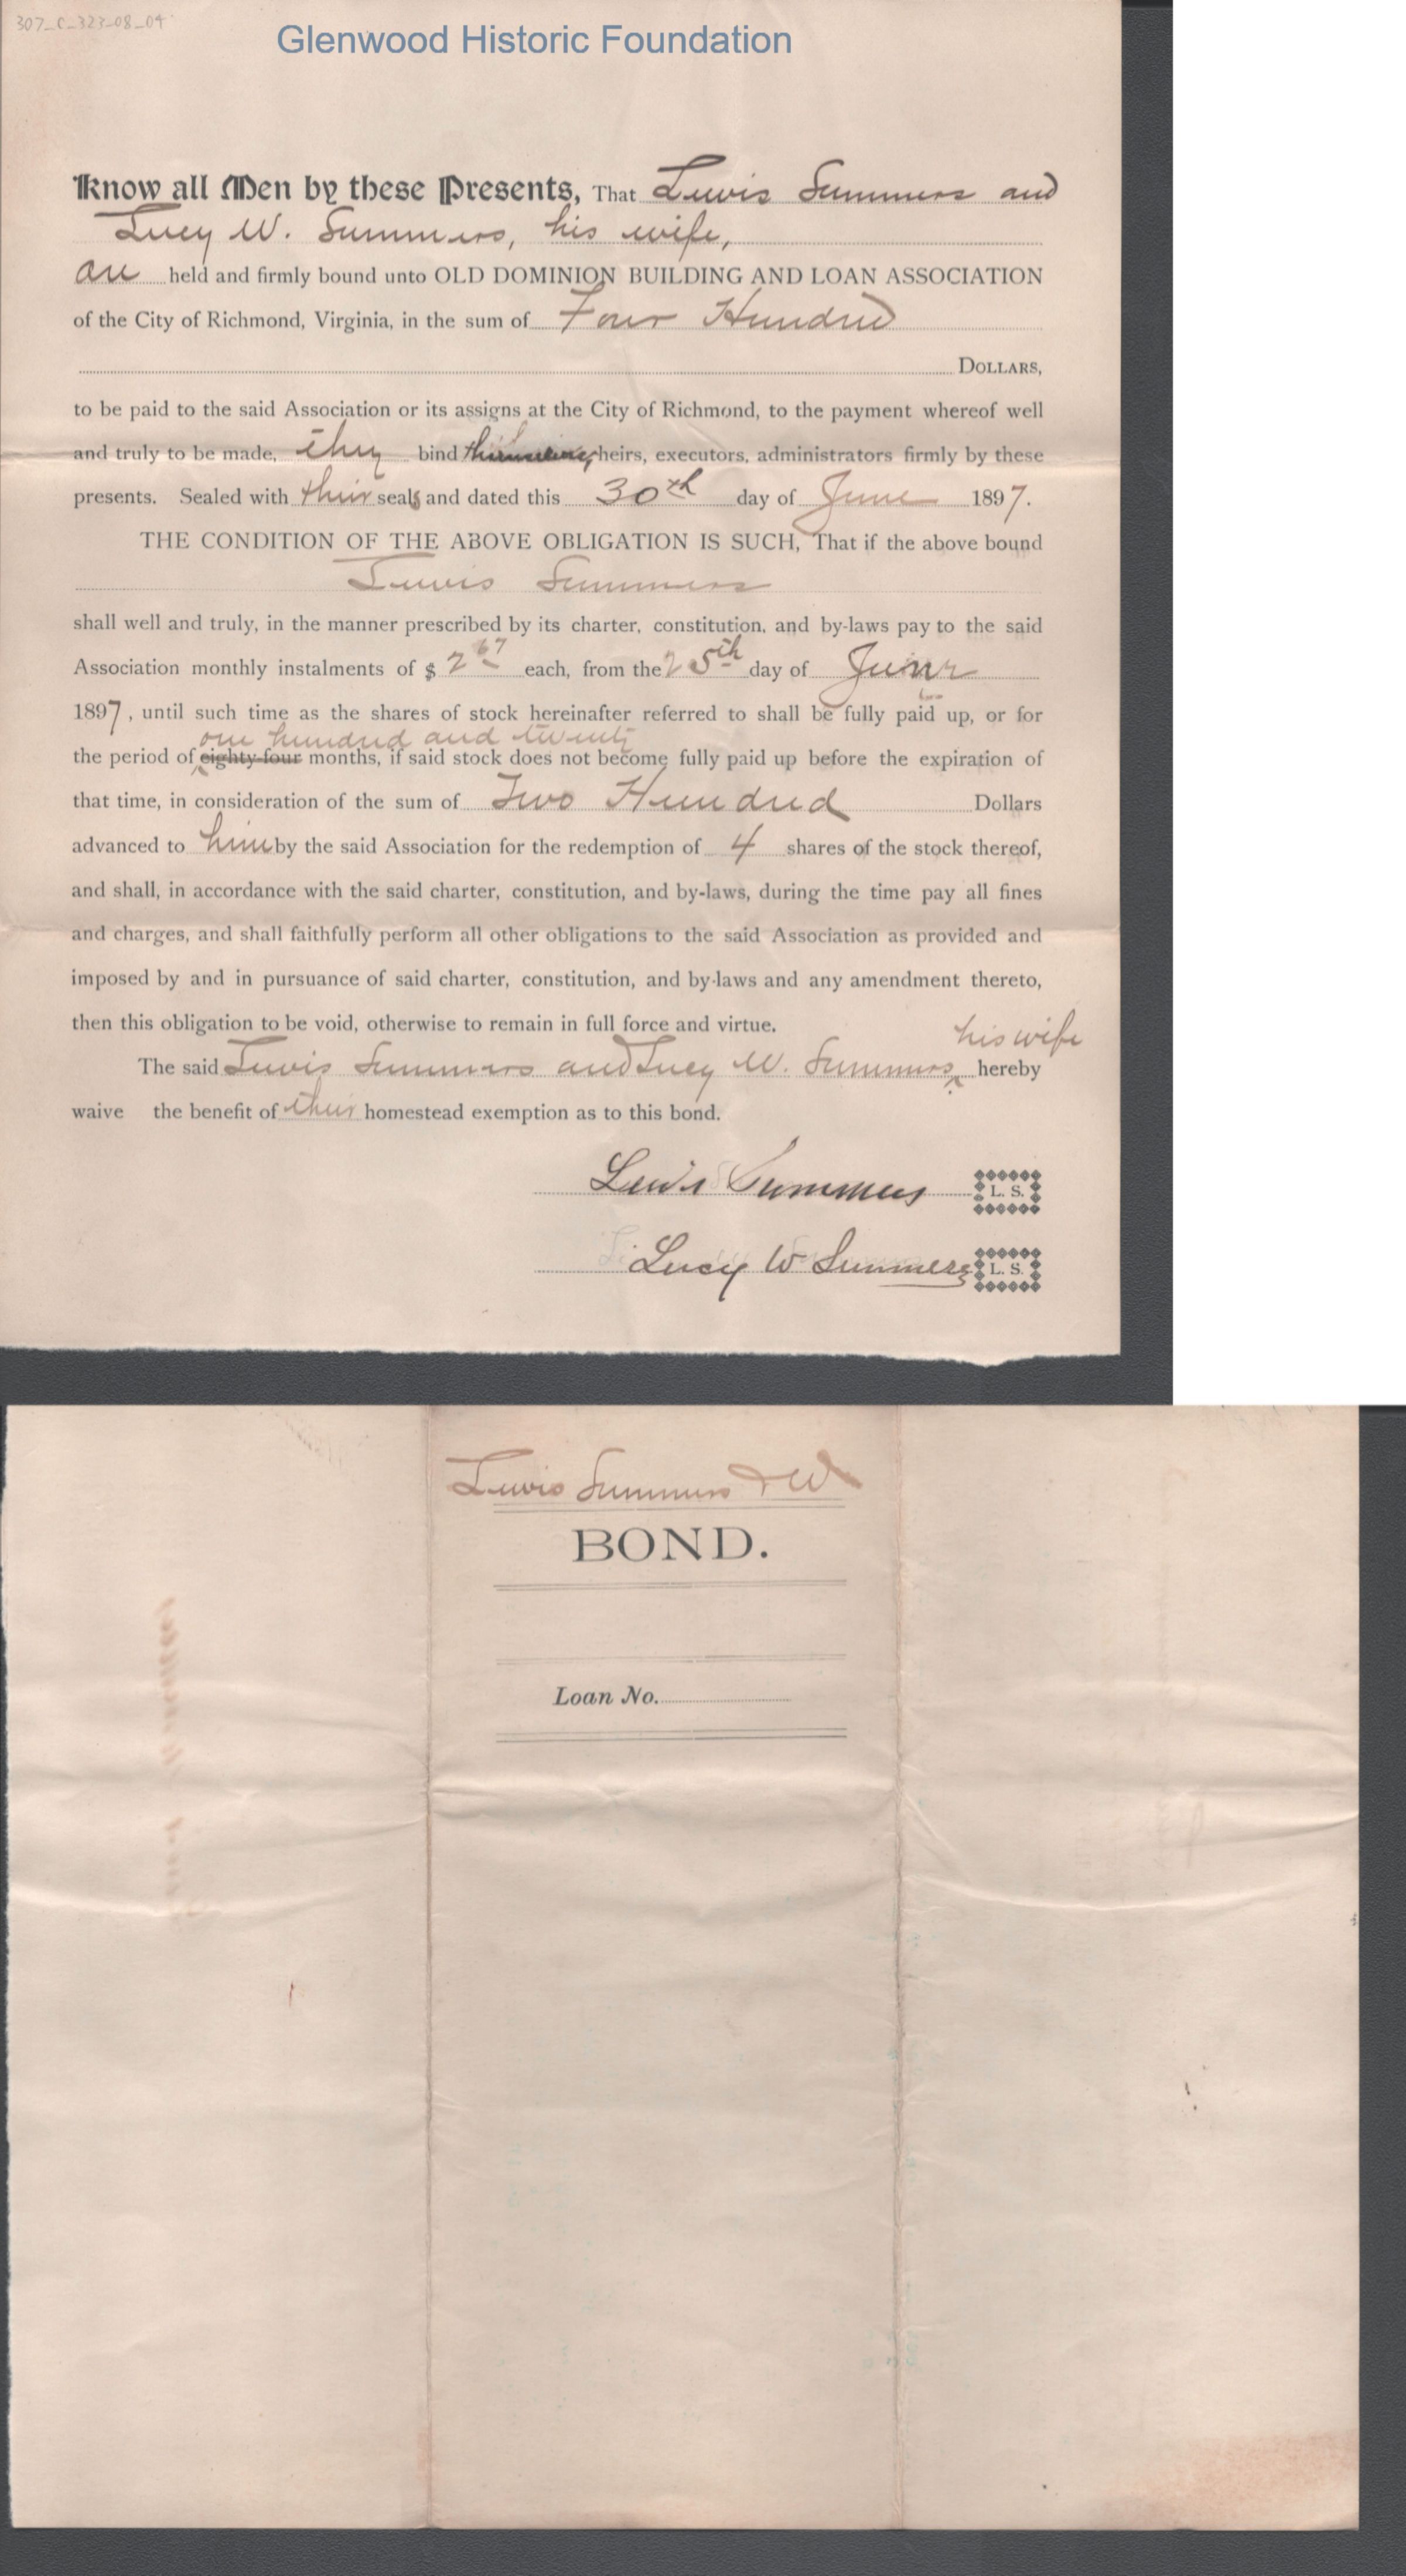 307_C_323-08-04
Glenwood Historic Foundation
Know all Men by these Presents, That Lewis Summers and
Lucy W. Summers, his wife,
are held and firmly bound unto OLD DOMINION BUILDING AND LOAN ASSOCIATION
of the City of Richmond, Virginia, in the sum of Four Hundred
DOLLARS,
to be paid to the said Association or its assigns at the City of Richmond, to the payment whereof well
and truly to be made, they bind themselves, heirs, executors, administrators firmly by these
presents. Sealed with their seals and dated this 30th day of June 1897.
THE CONDITION OF THE ABOVE OBLIGATION IS SUCH, That if the above bound
Lewis Summers
shall well and truly, in the manner prescribed by its charter, constitution, and by-laws pay to the said
Association monthly instalments of $ 2 67 each, from the 25th day of June
1897, until such time as the shares of stock hereinafter referred to shall be fully paid up, or for
one hundred and twenty
the period of eighty-four months, if said stock does not become fully paid up before the expiration of
that time, in consideration of the sum of Two Hundred Dollars
advanced to him by the said Association for the redemption of 4 shares of the stock thereof,
and shall, in accordance with the said charter, constitution, and by-laws, during the time pay all fines
and charges, and shall faithfully perform all other obligations to the said Association as provided and
imposed by and in pursuance of said charter, constitution, and by-laws and any amendment thereto,
then this obligation to be void, otherwise to remain in full force and virtue.
his wife
The said Lewis Summers and Lucy W. Summers, hereby
waive the benefit of their homestead exemption as to this bond.
Lewis Summers L. S.
Lucy W Summers L. S.
Lewis Summers & W
BOND.
Loan No.